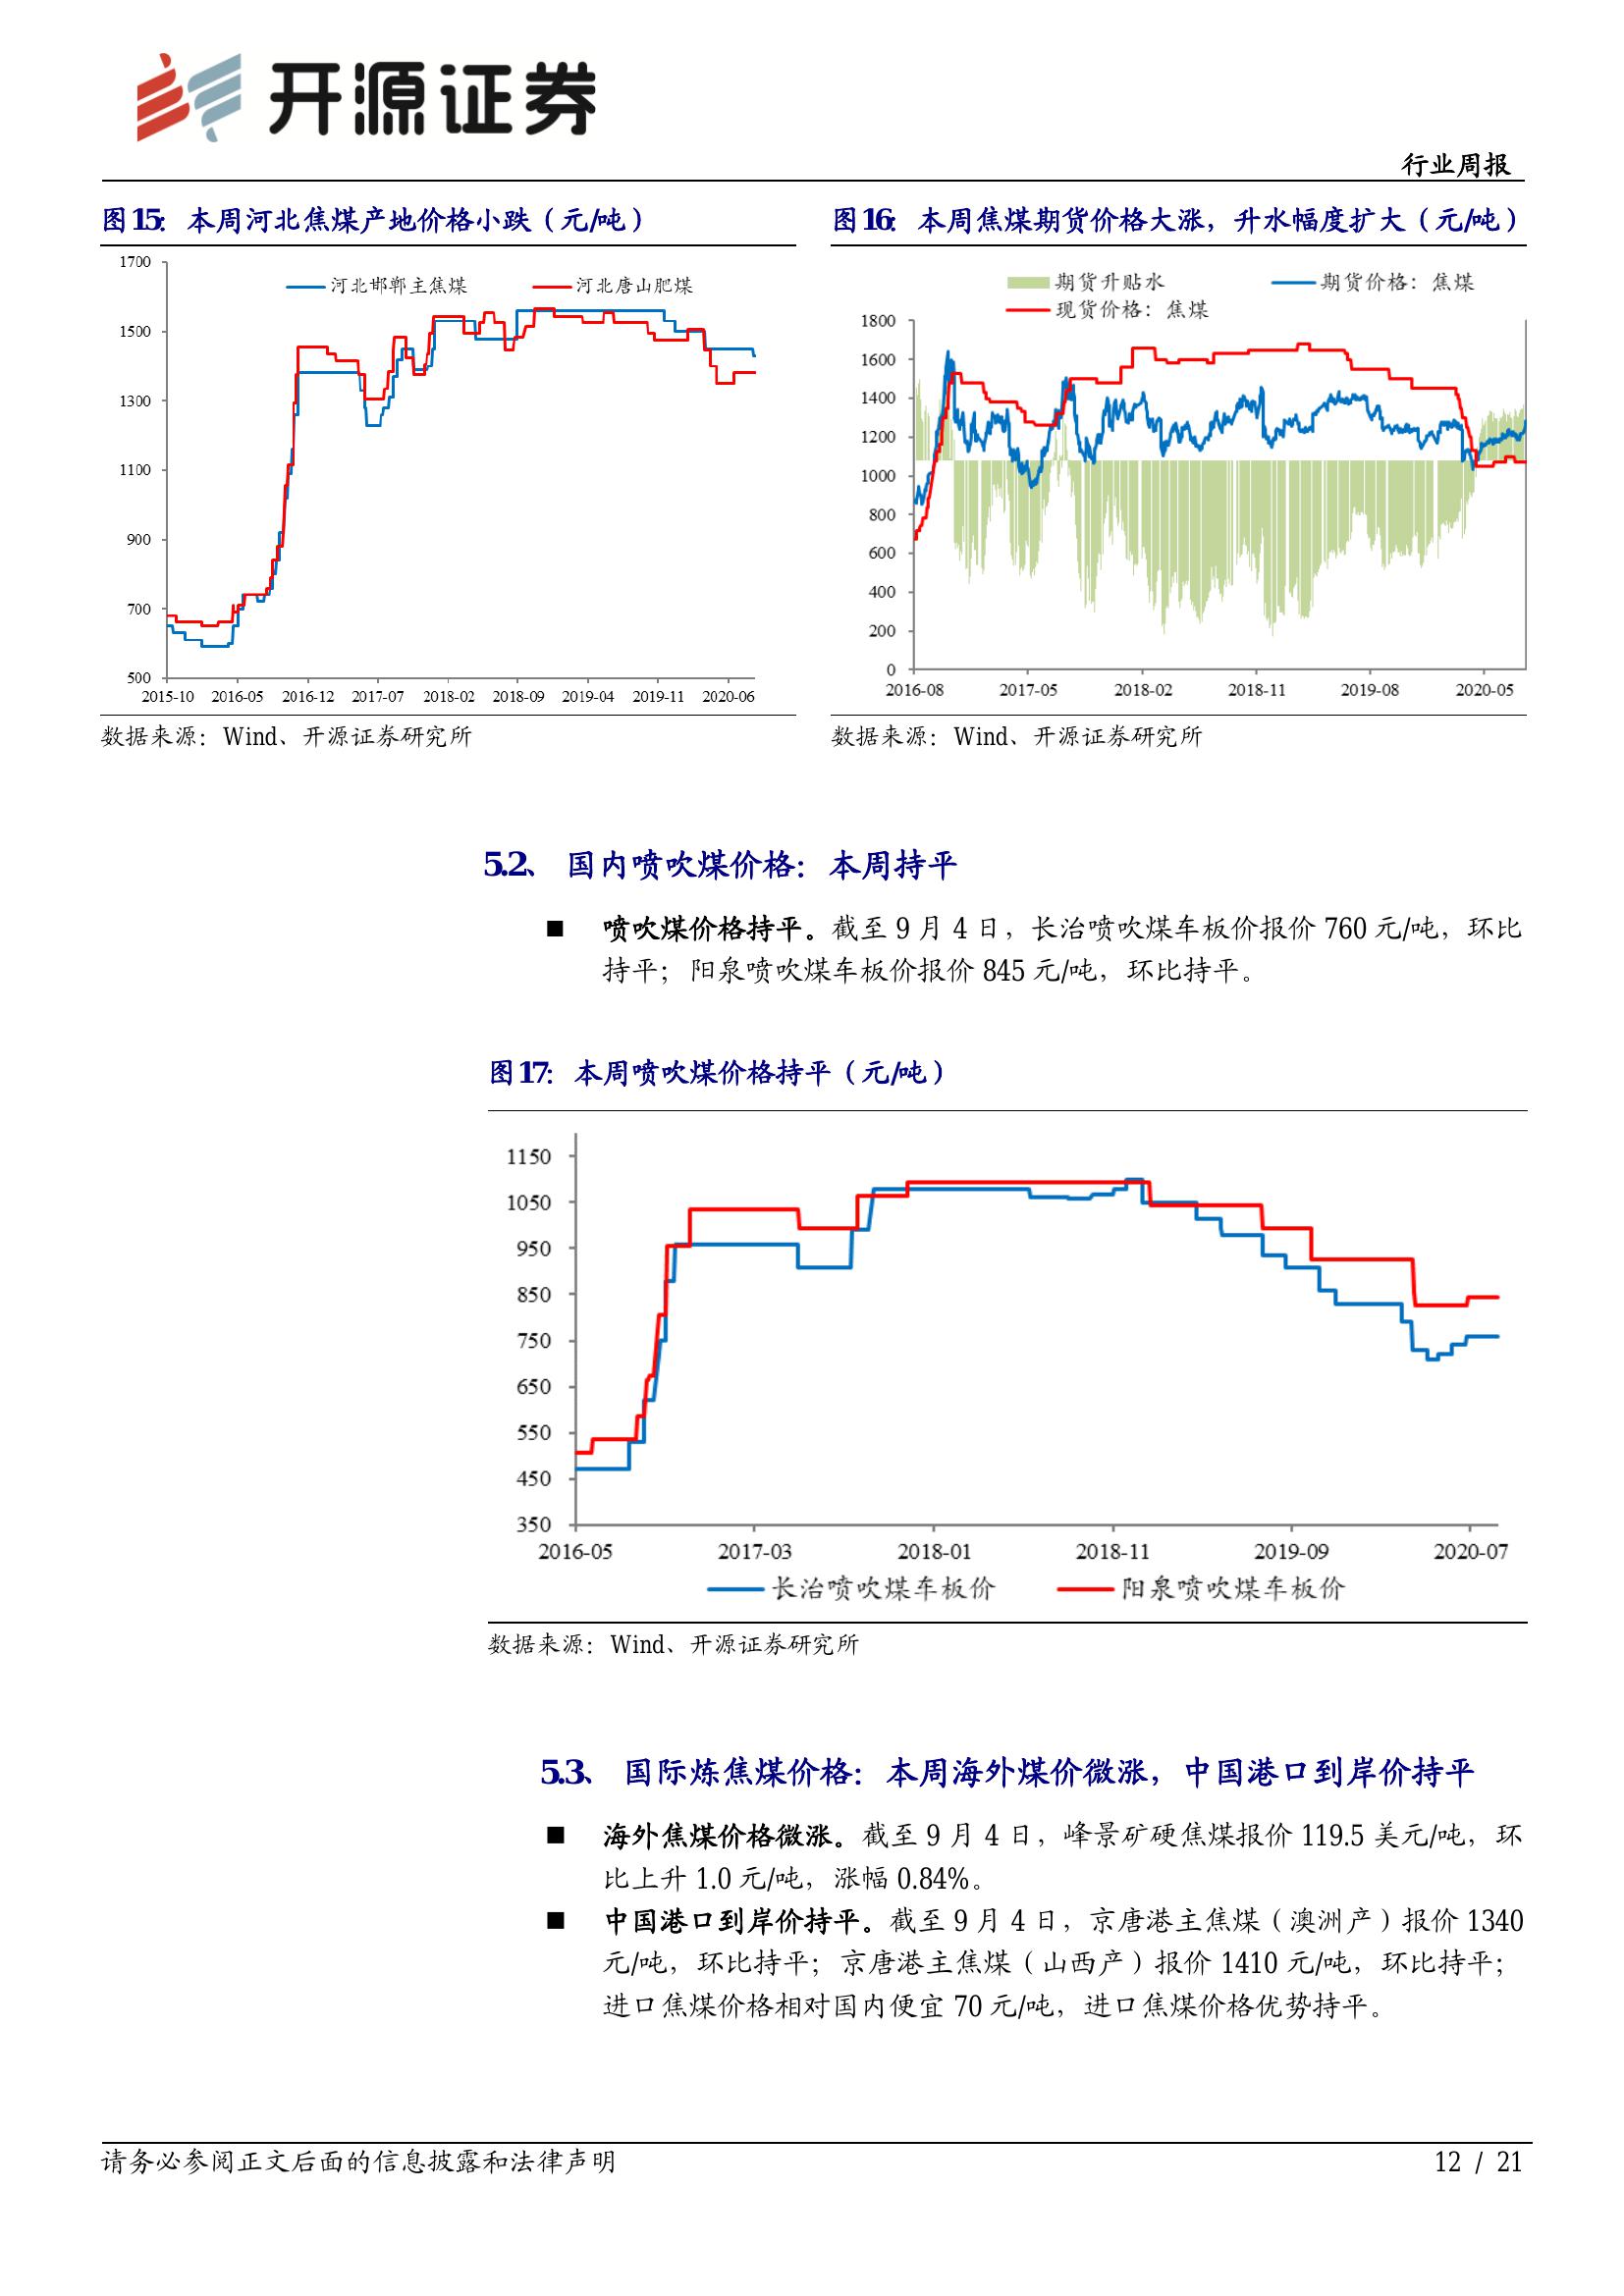 开源证券
行业周报
图15： 本周河北焦煤产地价格小跌（元/吨）
1700
1500
1300
1100
900
700
500
河北邯郸主焦煤 河北唐山肥煤
2015-10 2016-05 2016-12 2017-07 2018-02 2018-09 2019-04 2019-11 2020-06
数据来源：Wind、开源证券研究所
图16： 本周焦煤期货价格大涨，升水幅度扩大（元/吨）
期货升贴水 期货价格：焦煤
现货价格：焦煤
1800
1600
1400
1200
1000
800
600
400
200
0
2016-08 2017-05 2018-02 2018-11 2019-08 2020-05
数据来源：Wind、开源证券研究所
5.2、 国内喷吹煤价格：本周持平
■ 喷吹煤价格持平。截至 9 月 4 日，长治喷吹煤车板价报价 760 元/吨，环比
持平；阳泉喷吹煤车板价报价 845 元/吨，环比持平。
图17： 本周喷吹煤价格持平（元/吨）
1150
1050
950
850
750
650
550
450
350
2016-05 2017-03 2018-01 2018-11 2019-09 2020-07
长治喷吹煤车板价 阳泉喷吹煤车板价
数据来源：Wind、开源证券研究所
5.3、 国际炼焦煤价格：本周海外煤价微涨，中国港口到岸价持平
■ 海外焦煤价格微涨。截至 9 月 4 日，峰景矿硬焦煤报价 119.5 美元/吨，环
比上升 1.0 元/吨，涨幅 0.84%。
■ 中国港口到岸价持平。截至 9 月 4 日，京唐港主焦煤（澳洲产）报价 1340
元/吨，环比持平；京唐港主焦煤（山西产）报价 1410 元/吨，环比持平；
进口焦煤价格相对国内便宜 70 元/吨，进口焦煤价格优势持平。
请务必参阅正文后面的信息披露和法律声明
12 / 21